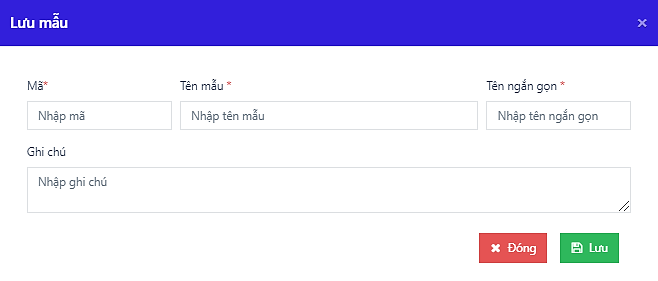 Lưu mẫu ×
Mã* Tên mẫu * Tên ngắn gọn *
Nhập mã Nhập tên mẫu Nhập tên ngắn gọn
Ghi chú
Nhập ghi chú
Đóng Lưu